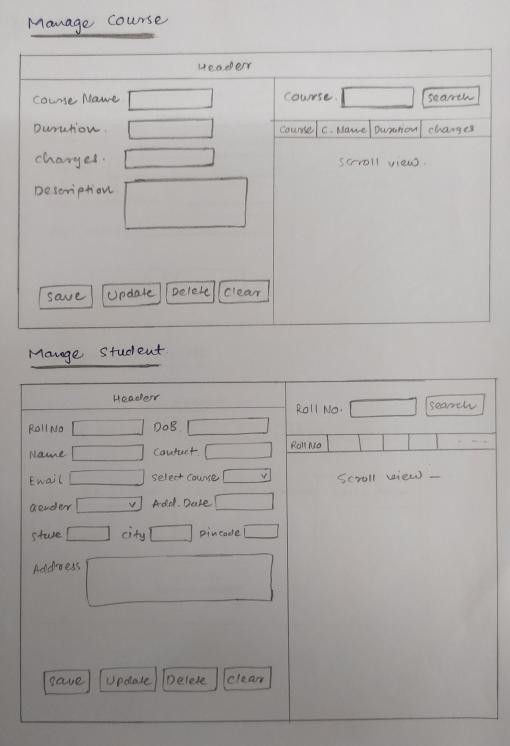 Manage Course
Header
Course Name
Duration.
Charges.
Description
Save Update Delete Clear
Course. Search
Course C. Name Duration charges
Scroll view.
Manage Student
Header
Roll No DOB
Name Contact.
Email Select Course
Gender Add. Date
State City Pincode
Address
Save Update Delete Clear
Roll No. Search
Roll No
Scroll view -